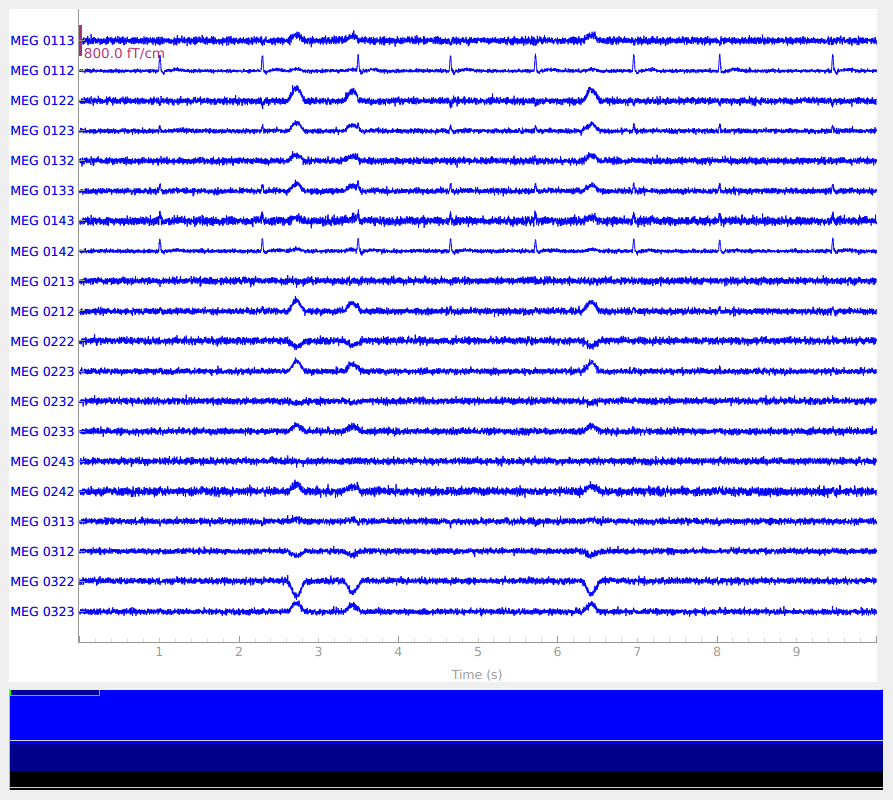 MEG 0113
800.0 fT/cm
MEG 0112
MEG 0122
MEG 0123
MEG 0132
MEG 0133
MEG 0143
MEG 0142
MEG 0213
MEG 0212
MEG 0222
MEG 0223
MEG 0232
MEG 0233
MEG 0243
MEG 0242
MEG 0313
MEG 0312
MEG 0322
MEG 0323
1 2 3 4 5 6 7 8 9
Time (s)